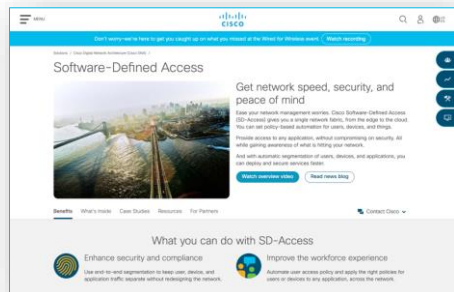 MENU
CISCO
Don't worry-we're here to get you caught up on what you missed at the Wired for Wireless event. Watch recording
Solutions / Cisco Digital Network Architecture (Cisco DNA) /
Software-Defined Access
Get network speed, security, and
peace of mind
Ease your network management worries. Cisco Software-Defined Access
(SD-Access) gives you a single network fabric, from the edge to the cloud.
You can set policy-based automation for users, devices, and things.
Provide access to any application, without compromising on security. All
while gaining awareness of what is hitting your network.
And with automatic segmentation of users, devices, and applications, you
can deploy and secure services faster.
Watch overview video Read news blog
Benefits What's Inside Case Studies Resources For Partners Contact Cisco
What you can do with SD-Access
Enhance security and compliance
Use end-to-end segmentation to keep user, device, and
application traffic separate without redesigning the network.
Improve the workforce experience
Automate user access policy and apply the right policies for
users or devices to any application, across the network.